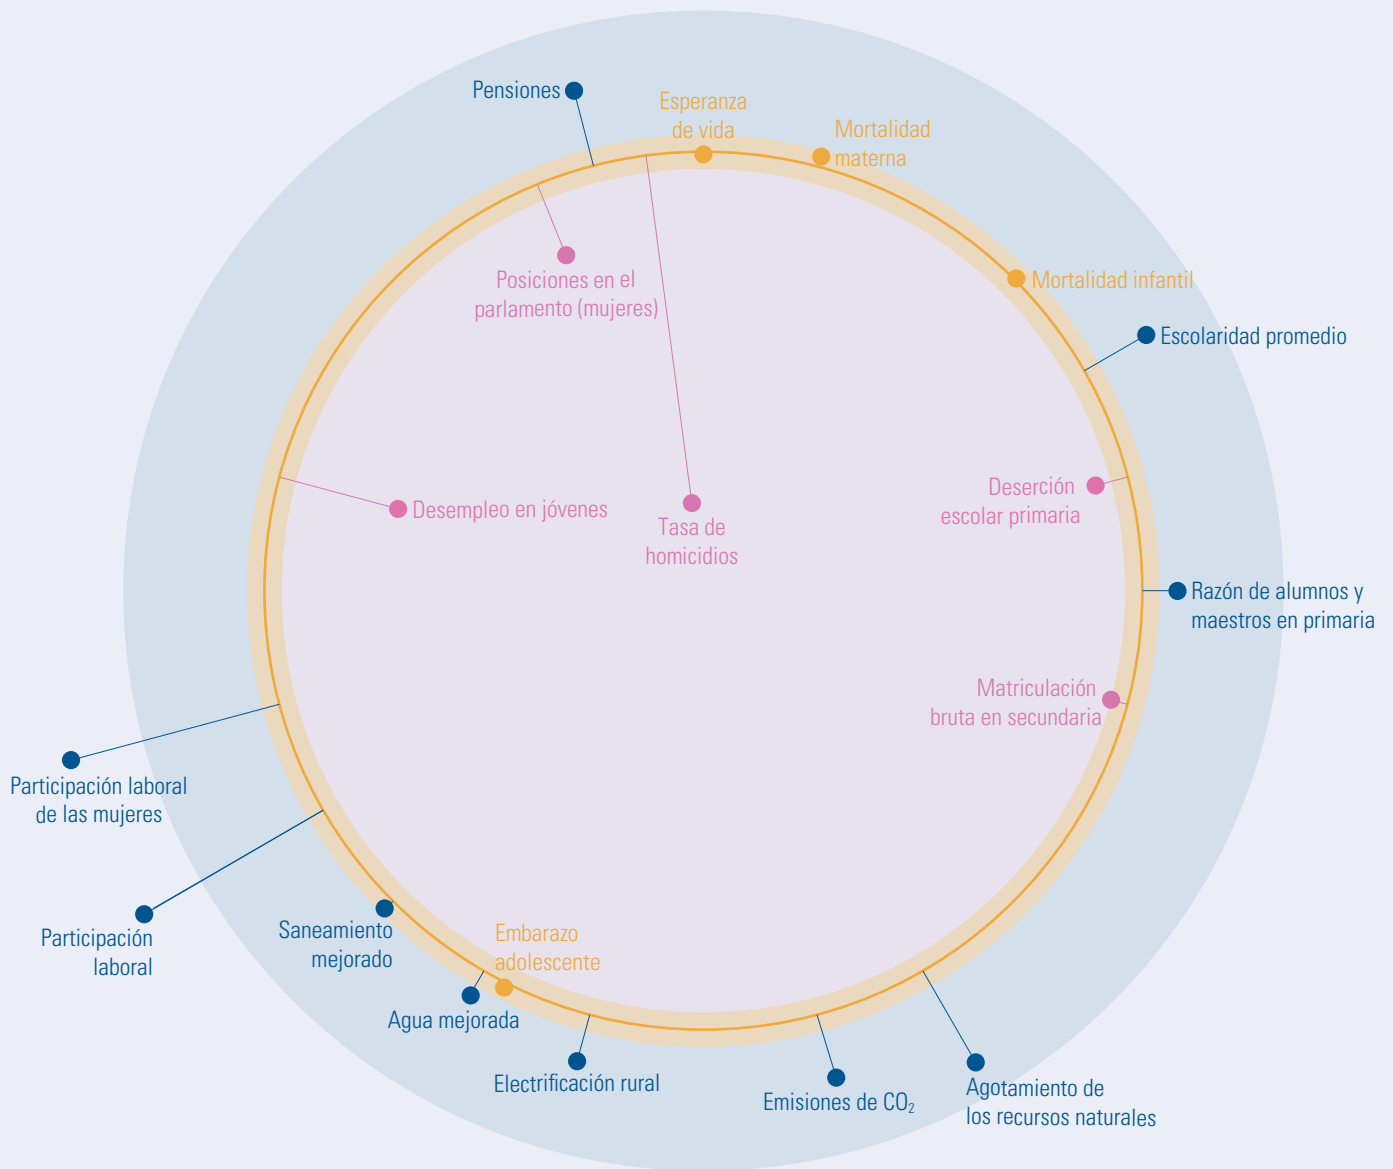 Pensiones
Esperanza
de vida
Mortalidad
materna
Posiciones en el
parlamento (mujeres)
Mortalidad infantil
Escolaridad promedio
Desempleo en jóvenes
Tasa de
homicidios
Deserción
escolar primaria
Razón de alumnos y
maestros en primaria
Matriculación
bruta en secundaria
Participación laboral
de las mujeres
Participación
laboral
Saneamiento
mejorado
Embarazo
adolescente
Agua mejorada
Electrificación rural
Emisiones de CO₂
Agotamiento de
los recursos naturales